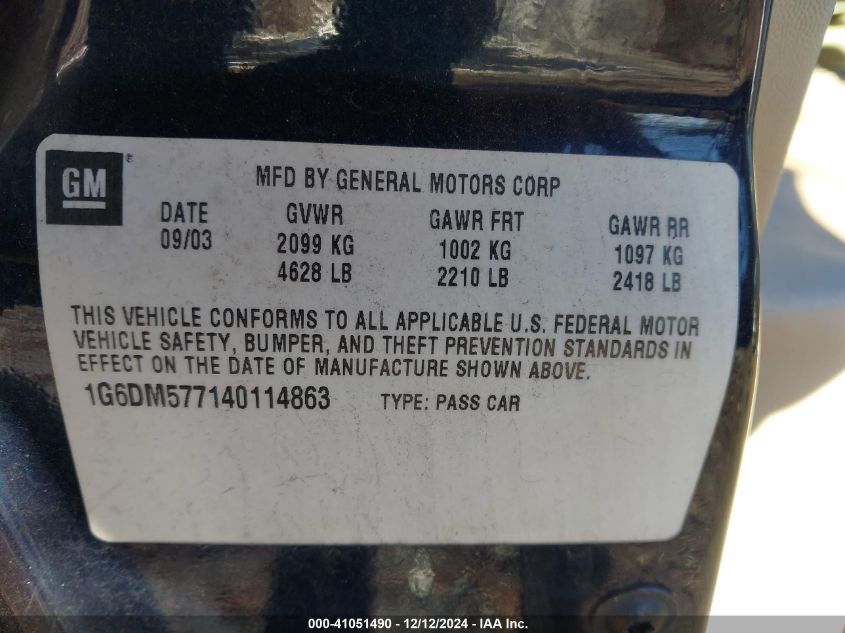 GM ®
MFD BY GENERAL MOTORS CORP
DATE GVWR GAWR FRT GAWR RR
09/03 2099 KG 1002 KG 1097 KG
4628 LB 2210 LB 2418 LB
THIS VEHICLE CONFORMS TO ALL APPLICABLE U.S. FEDERAL MOTOR
VEHICLE SAFETY, BUMPER, AND THEFT PREVENTION STANDARDS IN
EFFECT ON THE DATE OF MANUFACTURE SHOWN ABOVE.
1G6DM577140114863 TYPE: PASS CAR
000-41051490 - 12/12/2024 - IAA Inc.